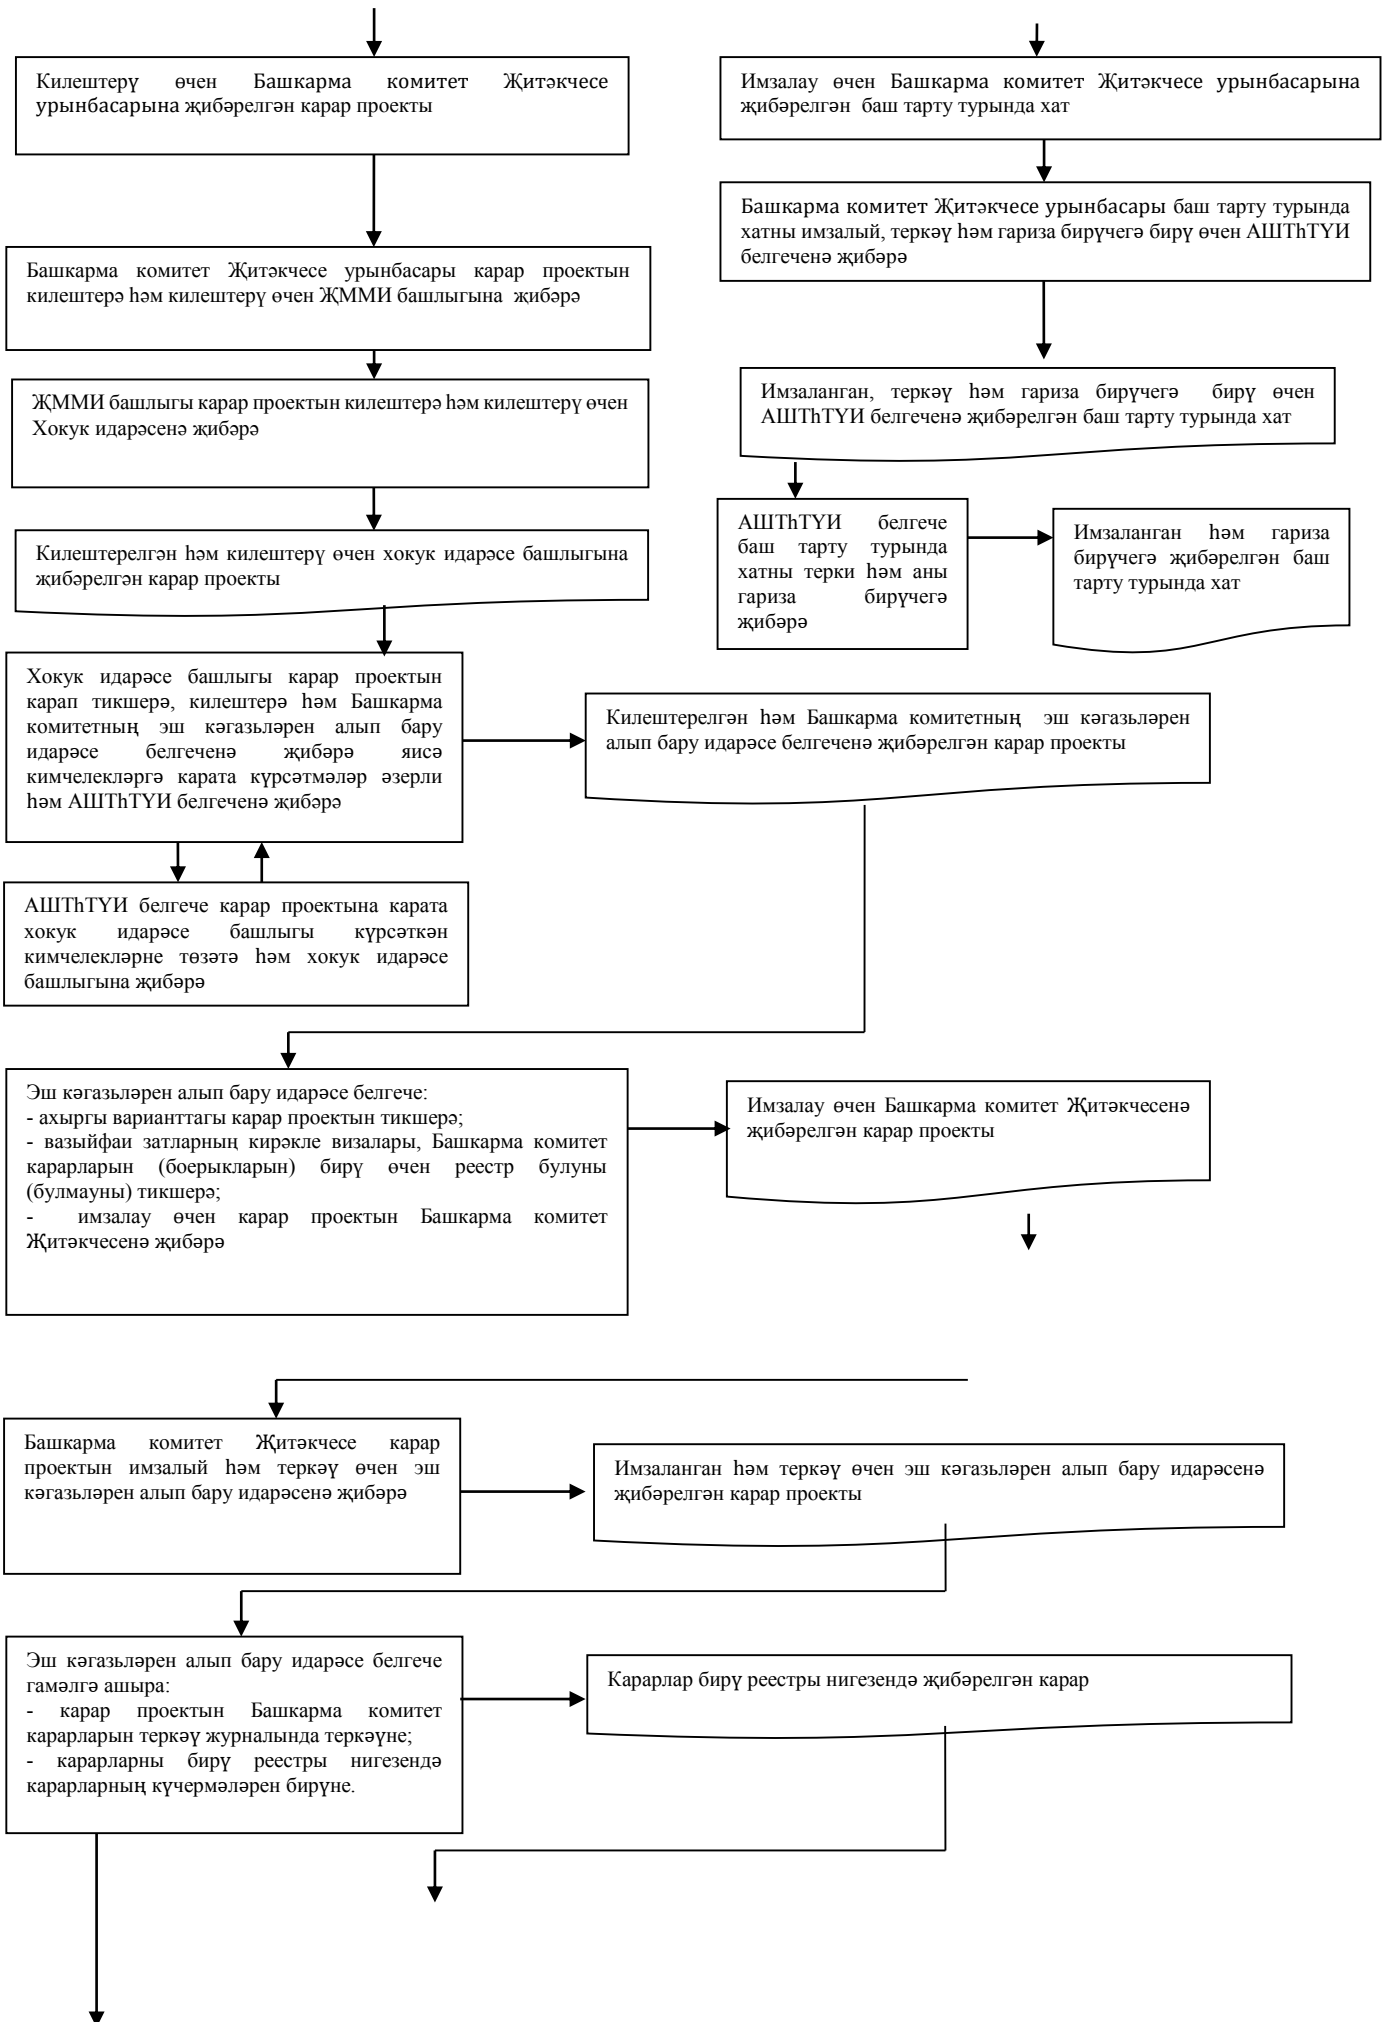 Килештерү өчен Башкарма комитет Җитәкчесе
урынбасарына җибәрелгән карар проекты
Имзалау өчен Башкарма комитет Җитәкчесе урынбасарына
җибәрелгән баш тарту турында хат
Башкарма комитет Җитәкчесе урынбасары баш тарту турында
хатны имзалый, теркәү һәм гариза бирүчегә бирү өчен АШТһТҮИ
белгеченә җибәрә
Башкарма комитет Җитәкчесе урынбасары карар проектын
килештерә һәм килештерү өчен ҖММИ башлыгына җибәрә
Имзаланган, теркәү һәм гариза бирүчегә бирү өчен
АШТһТҮИ белгеченә җибәрелгән баш тарту турында хат
ҖММИ башлыгы карар проектын килештерә һәм килештерү өчен
Хокук идарәсенә җибәрә
АШТһТҮИ белгече
баш тарту турында
хатны терки һәм аны
гариза бирүчегә
җибәрә
Имзаланган һәм гариза
бирүчегә җибәрелгән баш
тарту турында хат
Килештерелгән һәм килештерү өчен хокук идарәсе башлыгына
җибәрелгән карар проекты
Хокук идарәсе башлыгы карар проектын
карап тикшерә, килештерә һәм Башкарма
комитетның эш кәгазьләрен алып бару
идарәсе белгеченә җибәрә яисә
кимчелекләргә карата күрсәтмәләр әзерли
һәм АШТһТҮИ белгеченә җибәрә
Килештерелгән һәм Башкарма комитетның эш кәгазьләрен
алып бару идарәсе белгеченә җибәрелгән карар проекты
АШТһТҮИ белгече карар проектына карата
хокук идарәсе башлыгы күрсәткән
кимчелекләрне төзәтә һәм хокук идарәсе
башлыгына җибәрә
Эш кәгазьләрен алып бару идарәсе белгече:
- ахыргы варианттагы карар проектын тикшерә;
- вазыйфаи затларның кирәкле визалары, Башкарма комитет
карарларын (боерыкларын) бирү өчен реестр булуны
(булмауны) тикшерә;
- имзалау өчен карар проектын Башкарма комитет
Җитәкчесенә җибәрә
Имзалау өчен Башкарма комитет Җитәкчесенә
җибәрелгән карар проекты
Башкарма комитет Җитәкчесе карар
проектын имзалый һәм теркәү өчен эш
кәгазьләрен алып бару идарәсенә җибәрә
Имзаланган һәм теркәү өчен эш кәгазьләрен алып бару идарәсенә
җибәрелгән карар проекты
Эш кәгазьләрен алып бару идарәсе белгече
гамәлгә ашыра:
- карар проектын Башкарма комитет
карарларын теркәү журналында теркәүне;
- карарларны бирү реестры нигезендә
карарларның күчермәләрен бирүне.
Карарлар бирү реестры нигезендә җибәрелгән карар